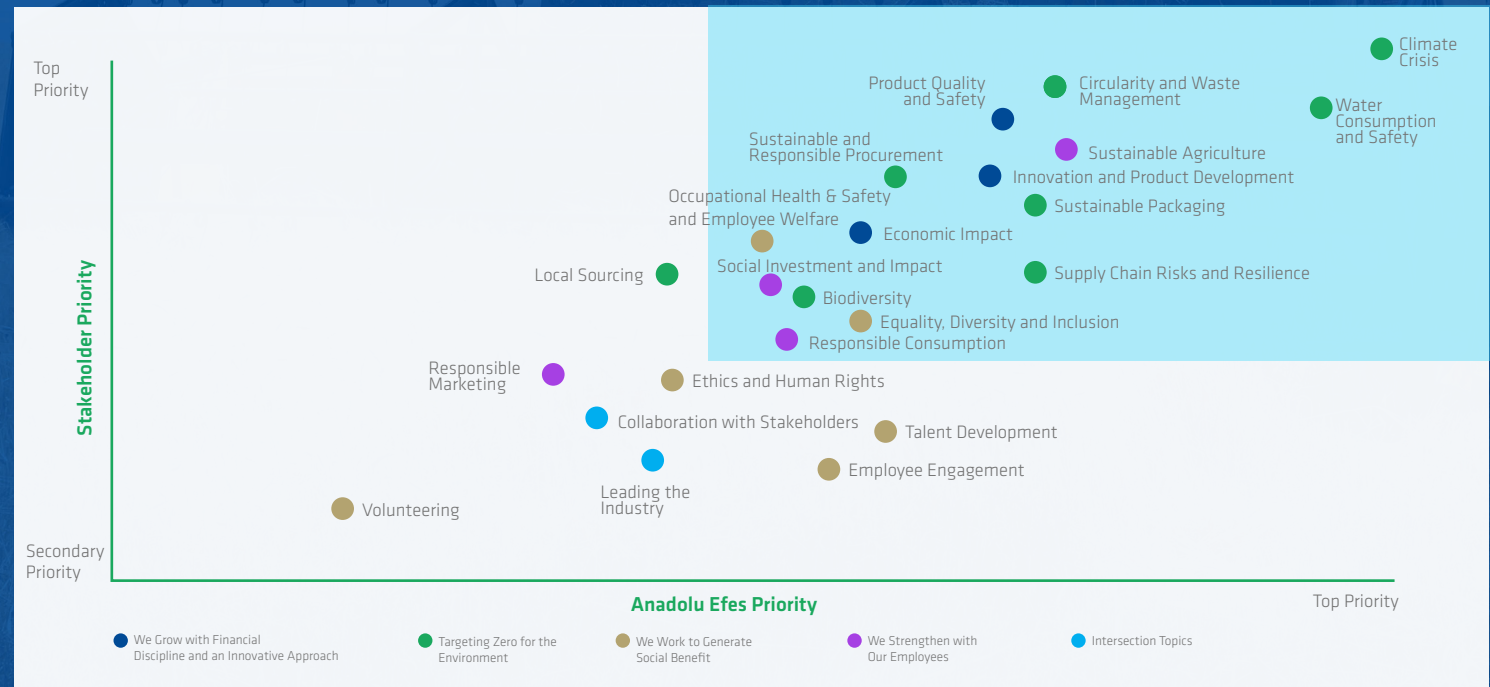 Top
Priority
Climate
Crisis
Product Quality
and Safety
Circularity and Waste
Management
Water
Consumption
and Safety
Sustainable and
Responsible Procurement
Sustainable Agriculture
Innovation and Product Development
Occupational Health & Safety
and Employee Welfare
Sustainable Packaging
Economic Impact
Local Sourcing
Social Investment and Impact
Supply Chain Risks and Resilience
Biodiversity
Equality, Diversity and Inclusion
Responsible Consumption
Stakeholder Priority
Responsible
Marketing
Ethics and Human Rights
Collaboration with Stakeholders
Talent Development
Employee Engagement
Leading the
Industry
Volunteering
Secondary
Priority
Anadolu Efes Priority
Top Priority
We Grow with Financial
Discipline and an Innovative Approach
Targeting Zero for the
Environment
We Work to Generate
Social Benefit
We Strengthen with
Our Employees
Intersection Topics